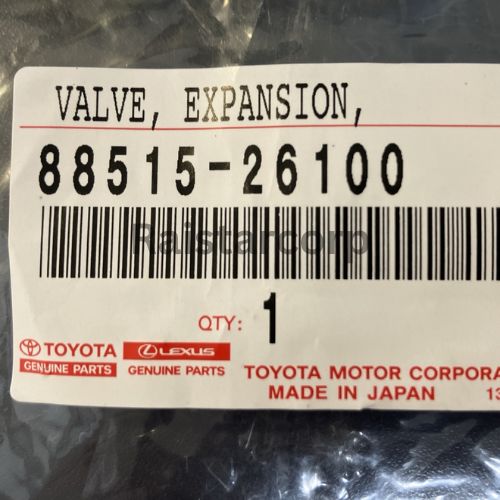 VALVE, EXPANSION,
88515-26100
Raistarcorp
QTY: 1
TOYOTA
GENUINE PARTS
LEXUS
GENUINE PARTS
TOYOTA MOTOR CORPORA
MADE IN JAPAN
13